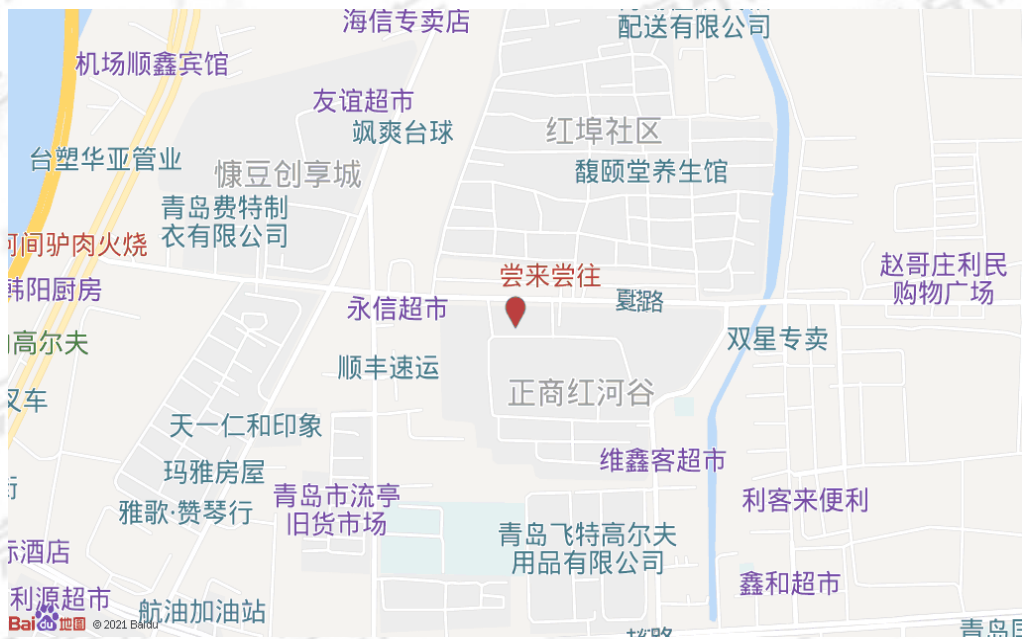 海信专卖店
配送有限公司
机场顺鑫宾馆
友谊超市
飒爽台球
红埠社区
台塑华亚管业
慷豆创享城
馥颐堂养生馆
青岛费特制
衣有限公司
间驴肉火烧
尝来尝往
赵哥庄利民
购物广场
韩阳厨房
永信超市
夏路
双星专卖
高尔夫
顺丰速运
正商红河谷
叉车
天一仁和印象
维鑫客超市
玛雅房屋
青岛市流亭
旧货市场
利客来便利
雅歌·赞琴行
青岛飞特高尔夫
用品有限公司
酒店
鑫和超市
利源超市
航油加油站
Bai du 地图 © 2021 Baidu
青岛